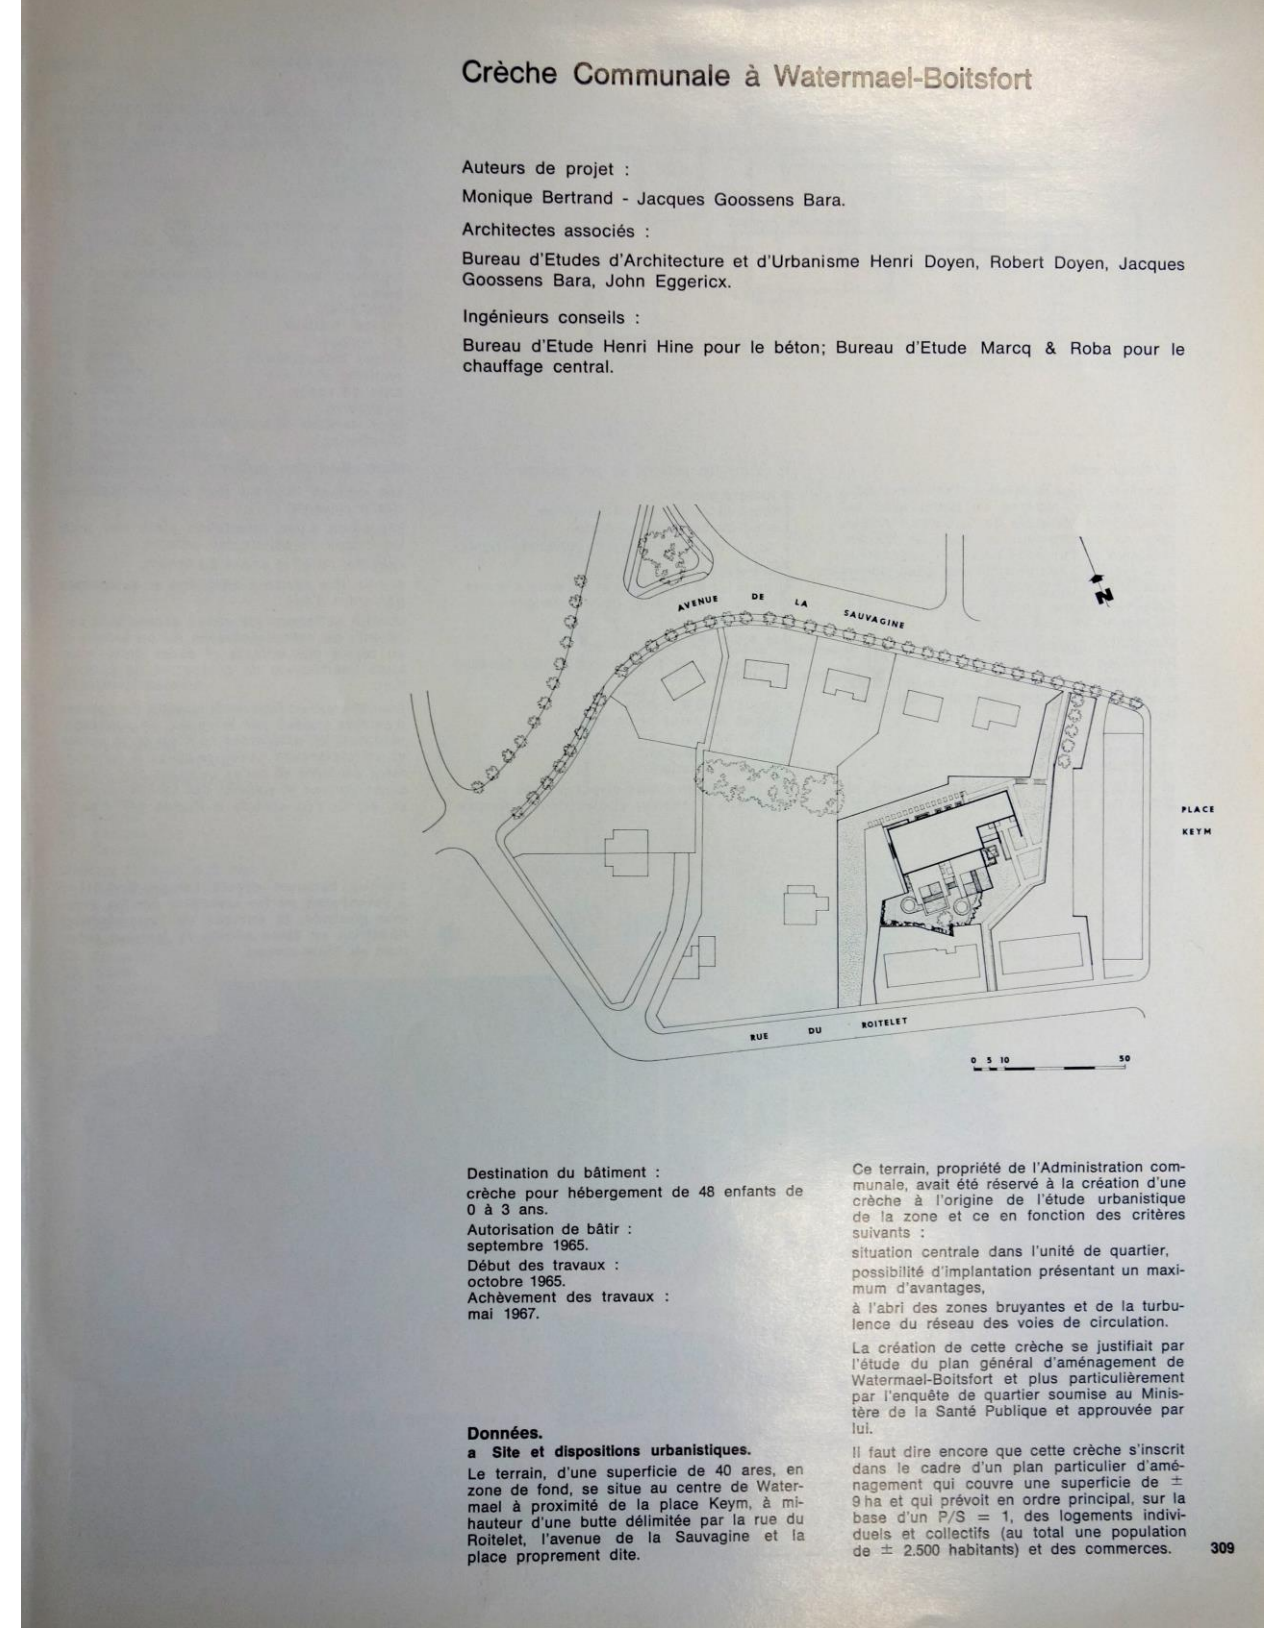 Crèche Communale à Watermael-Boitsfort
Auteurs de projet :
Monique Bertrand - Jacques Goossens Bara.
Architectes associés :
Bureau d'Etudes d'Architecture et d'Urbanisme Henri Doyen, Robert Doyen, Jacques
Goossens Bara, John Eggericx.
Ingénieurs conseils :
Bureau d'Etude Henri Hine pour le béton; Bureau d'Etude Marcq & Roba pour le
chauffage central.
AVENUE DE LA SAUVAGINE
N
PLACE
KEYM
RUE DU ROITELET
0 5 10 50
Destination du bâtiment :
crèche pour hébergement de 48 enfants de
0 à 3 ans.
Autorisation de bâtir :
septembre 1965.
Début des travaux :
octobre 1965.
Achèvement des travaux :
mai 1967.
Données.
a Site et dispositions urbanistiques.
Le terrain, d'une superficie de 40 ares, en
zone de fond, se situe au centre de Water-
mael à proximité de la place Keym, à mi-
hauteur d'une butte délimitée par la rue du
Roitelet, l'avenue de la Sauvagine et la
place proprement dite.
Ce terrain, propriété de l'Administration com-
munale, avait été réservé à la création d'une
crèche à l'origine de l'étude urbanistique
de la zone et ce en fonction des critères
suivants :
situation centrale dans l'unité de quartier,
possibilité d'implantation présentant un maxi-
mum d'avantages,
à l'abri des zones bruyantes et de la turbu-
lence du réseau des voies de circulation.
La création de cette crèche se justifiait par
l'étude du plan général d'aménagement de
Watermael-Boitsfort et plus particulièrement
par l'enquête de quartier soumise au Minis-
tère de la Santé Publique et approuvée par
lui.
Il faut dire encore que cette crèche s'inscrit
dans le cadre d'un plan particulier d'amé-
nagement qui couvre une superficie de ±
9 ha et qui prévoit en ordre principal, sur la
base d'un P/S = 1, des logements indivi-
duels et collectifs (au total une population
de ± 2.500 habitants) et des commerces.
309